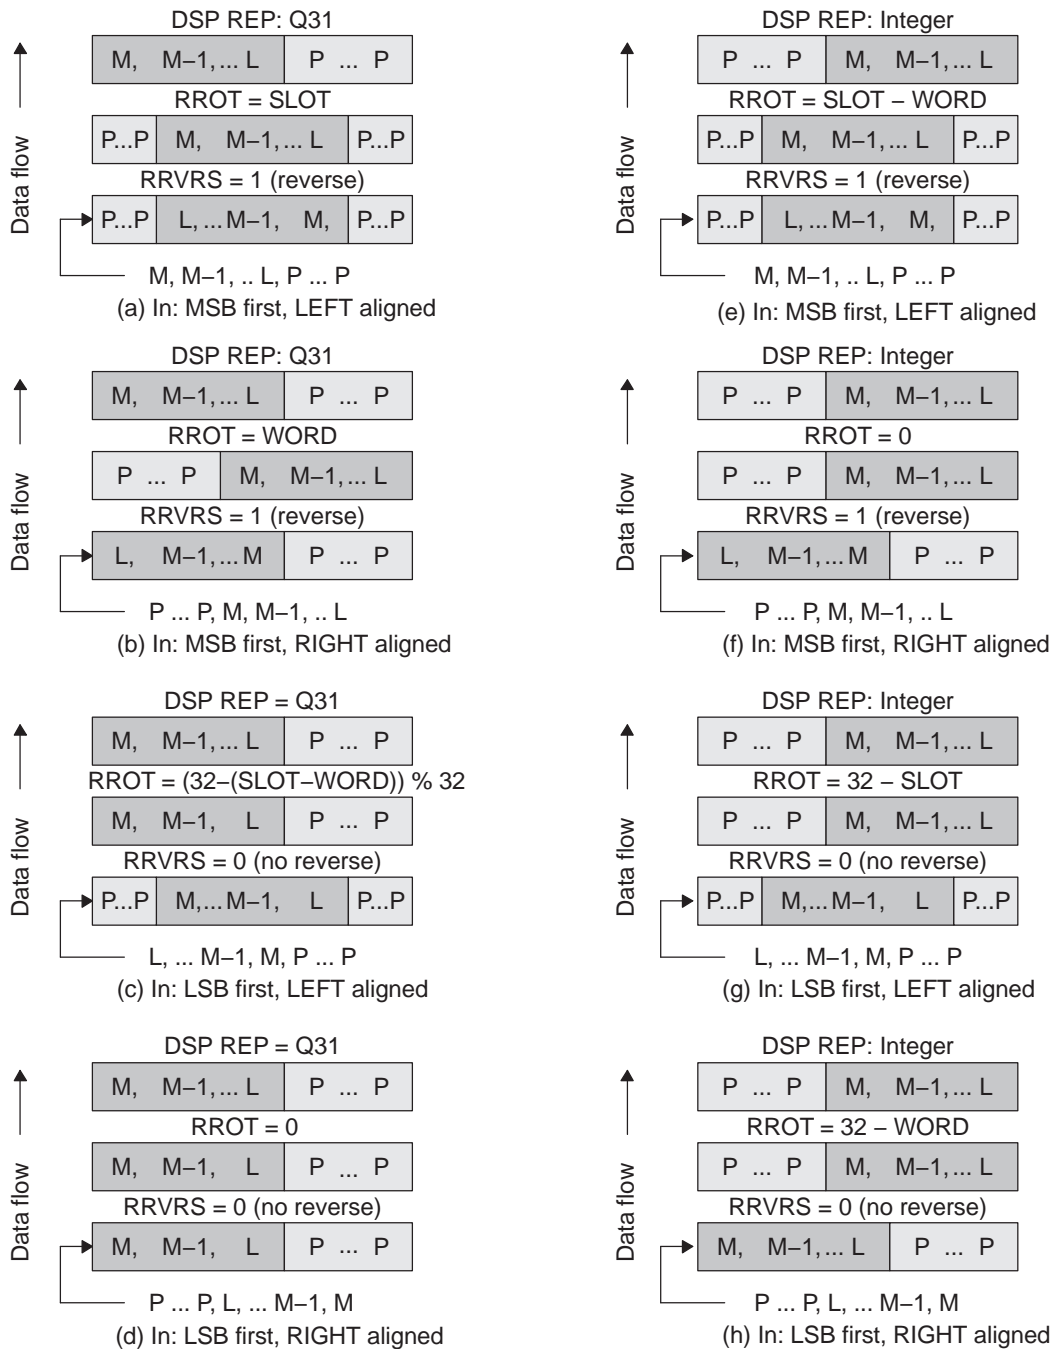 DSP REP: Q31
M, M–1,... L P ... P
RROT = SLOT
P...P M, M–1,... L P...P
RRVRS = 1 (reverse)
P...P L, ...M–1, M, P...P
M, M–1, .. L, P ... P
(a) In: MSB first, LEFT aligned
Data flow
DSP REP: Integer
P ... P M, M–1,... L
RROT = SLOT – WORD
P...P M, M–1,... L P...P
RRVRS = 1 (reverse)
P...P L, ...M–1, M, P...P
M, M–1, .. L, P ... P
(e) In: MSB first, LEFT aligned
Data flow
DSP REP: Q31
M, M–1,... L P ... P
RROT = WORD
P ... P M, M–1,... L
RRVRS = 1 (reverse)
L, M–1,... M P ... P
P ... P, M, M–1, .. L
(b) In: MSB first, RIGHT aligned
Data flow
DSP REP: Integer
P ... P M, M–1,... L
RROT = 0
P ... P M, M–1,... L
RRVRS = 1 (reverse)
L, M–1,... M P ... P
P ... P, M, M–1, .. L
(f) In: MSB first, RIGHT aligned
Data flow
DSP REP = Q31
M, M–1,... L P ... P
RROT = (32–(SLOT–WORD)) % 32
M, M–1, L P ... P
RRVRS = 0 (no reverse)
P...P M,...M–1, L P...P
L, ... M–1, M, P ... P
(c) In: LSB first, LEFT aligned
Data flow
DSP REP: Integer
P ... P M, M–1,... L
RROT = 32 – SLOT
P ... P M, M–1,... L
RRVRS = 0 (no reverse)
P...P M,...M–1, L P...P
L, ... M–1, M, P ... P
(g) In: LSB first, LEFT aligned
Data flow
DSP REP = Q31
M, M–1,... L P ... P
RROT = 0
M, M–1, L P ... P
RRVRS = 0 (no reverse)
M, M–1, L P ... P
P ... P, L, ... M–1, M
(d) In: LSB first, RIGHT aligned
Data flow
DSP REP: Integer
P ... P M, M–1,... L
RROT = 32 – WORD
P ... P M, M–1,... L
RRVRS = 0 (no reverse)
M, M–1,... L P ... P
P ... P, L, ... M–1, M
(h) In: LSB first, RIGHT aligned
Data flow